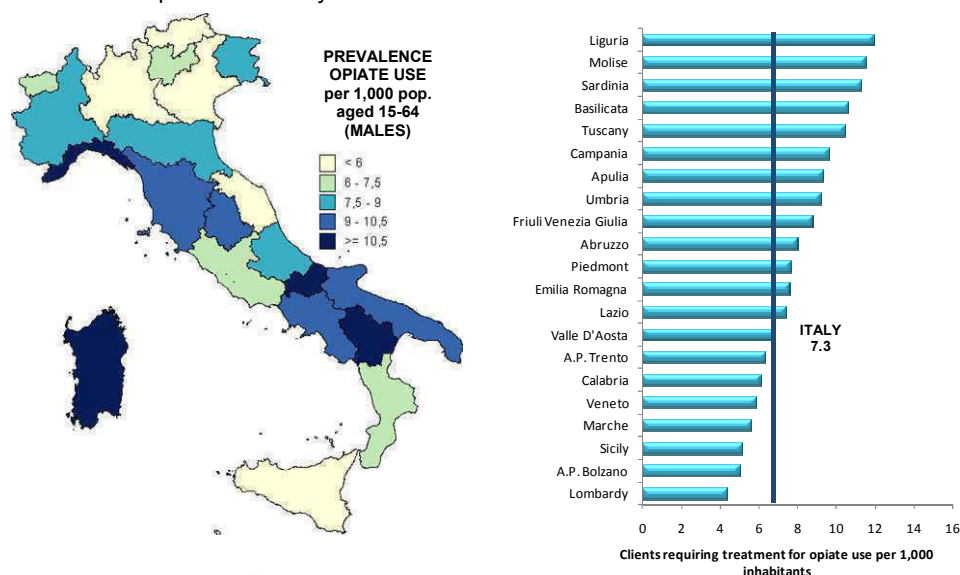 PREVALENCE
OPIATE USE
per 1,000 pop.
aged 15-64
(MALES)
< 6
6 - 7,5
7,5 - 9
9 - 10,5
>= 10,5
Liguria
Molise
Sardinia
Basilicata
Tuscany
Campania
Apulia
Umbria
Friuli Venezia Giulia
Abruzzo
Piedmont
Emilia Romagna
Lazio
Valle D'Aosta
A.P. Trento
Calabria
Veneto
Marche
Sicily
A.P. Bolzano
Lombardy
ITALY
7.3
0 2 4 6 8 10 12 14 16
Clients requiring treatment for opiate use per 1,000
inhabitants